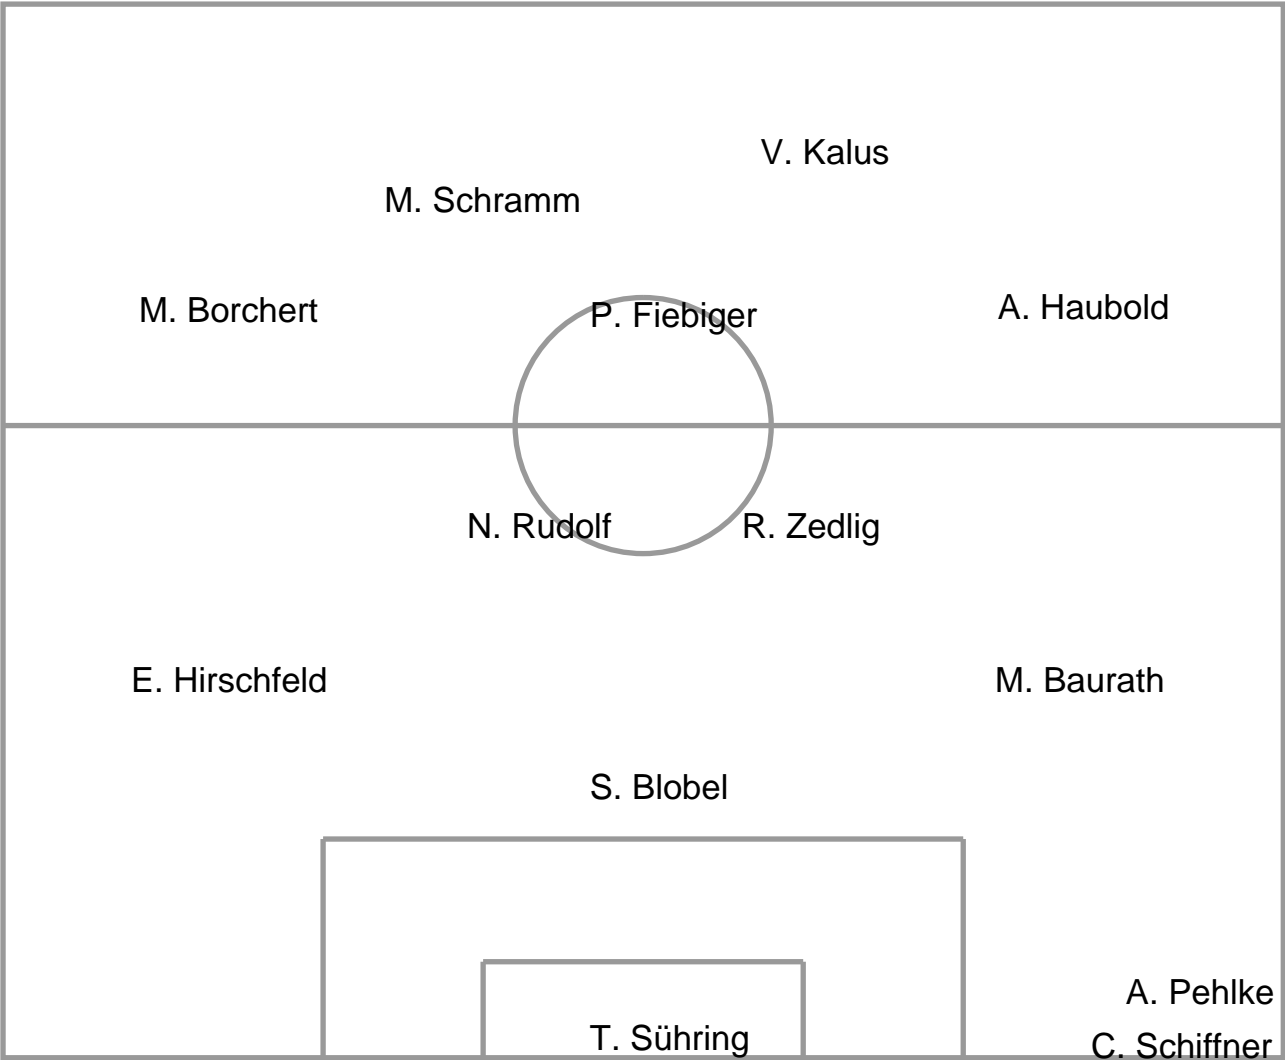 V. Kalus
M. Schramm
M. Borchert
P. Fiebiger
A. Haubold
N. Rudolf
R. Zedlig
E. Hirschfeld
M. Baurath
S. Blobel
A. Pehlke
T. Sühring
C. Schiffner